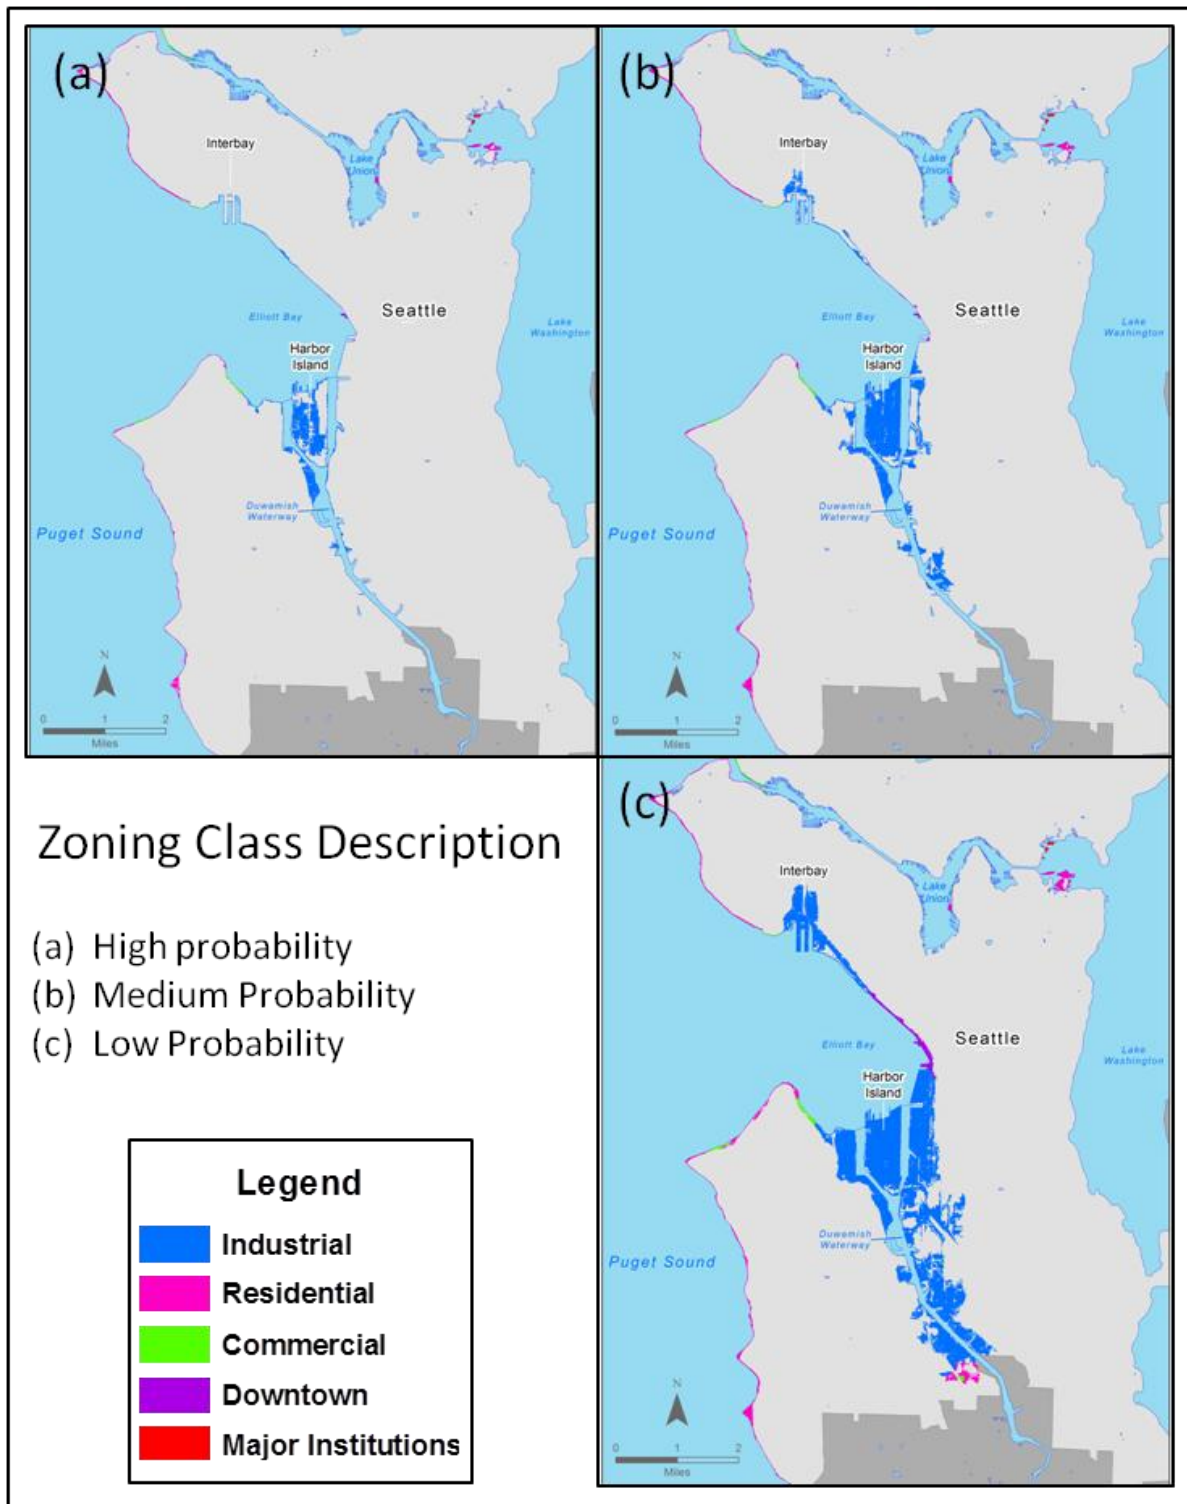 (a)
Interbay
Lake
Union
Elliott Bay
Seattle
Lake
Washington
Harbor
Island
Duwamish
Waterway
Puget Sound
N
0 1 2
Miles
(b)
Interbay
Lake
Union
Elliott Bay
Seattle
Lake
Washington
Harbor
Island
Duwamish
Waterway
Puget Sound
N
0 1 2
Miles
Zoning Class Description
(a) High probability
(b) Medium Probability
(c) Low Probability
Legend
Industrial
Residential
Commercial
Downtown
Major Institutions
(c)
Interbay
Lake
Union
Seattle
Elliott Bay
Lake
Washington
Harbor
Island
Duwamish
Waterway
Puget Sound
N
0 1 2
Miles